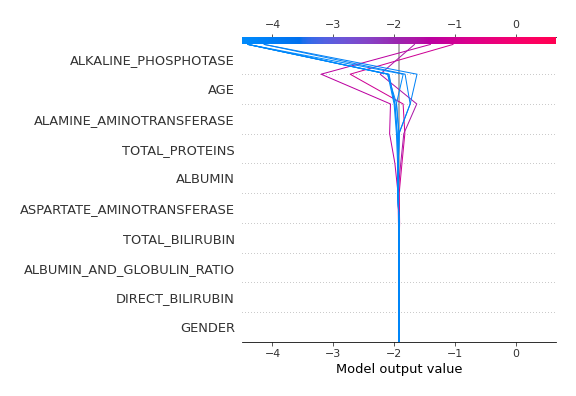 −4 −3 −2 −1 0
ALKALINE_PHOSPHOTASE
AGE
ALAMINE_AMINOTRANSFERASE
TOTAL_PROTEINS
ALBUMIN
ASPARTATE_AMINOTRANSFERASE
TOTAL_BILIRUBIN
ALBUMIN_AND_GLOBULIN_RATIO
DIRECT_BILIRUBIN
GENDER
−4 −3 −2 −1 0
Model output value